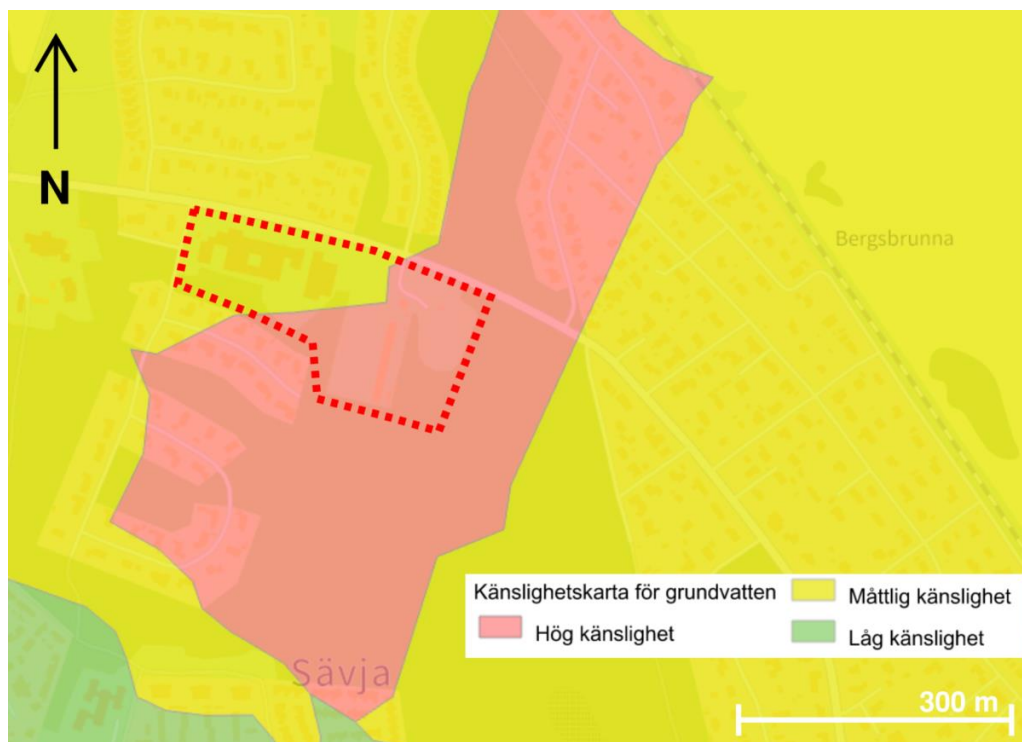 N
Bergsbrunna
Känslighetskarta för grundvatten
Hög känslighet
Måttlig känslighet
Låg känslighet
Sävja
300 m